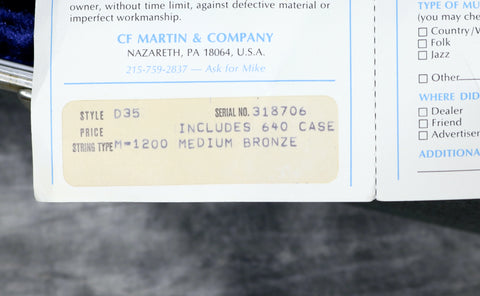 owner, without time limit, against defective material or
imperfect workmanship.
CF MARTIN & COMPANY
NAZARETH, PA 18064, U.S.A.
215-759-2837 — Ask for Mike
STYLE D35 SERIAL NO. 318706
PRICE INCLUDES 640 CASE
STRING TYPE M-1200 MEDIUM BRONZE
TYPE OF MU
(you may che
Country/V
Folk
Jazz
Other
WHERE DID
Dealer
Friend
Advertisem
ADDITIONA